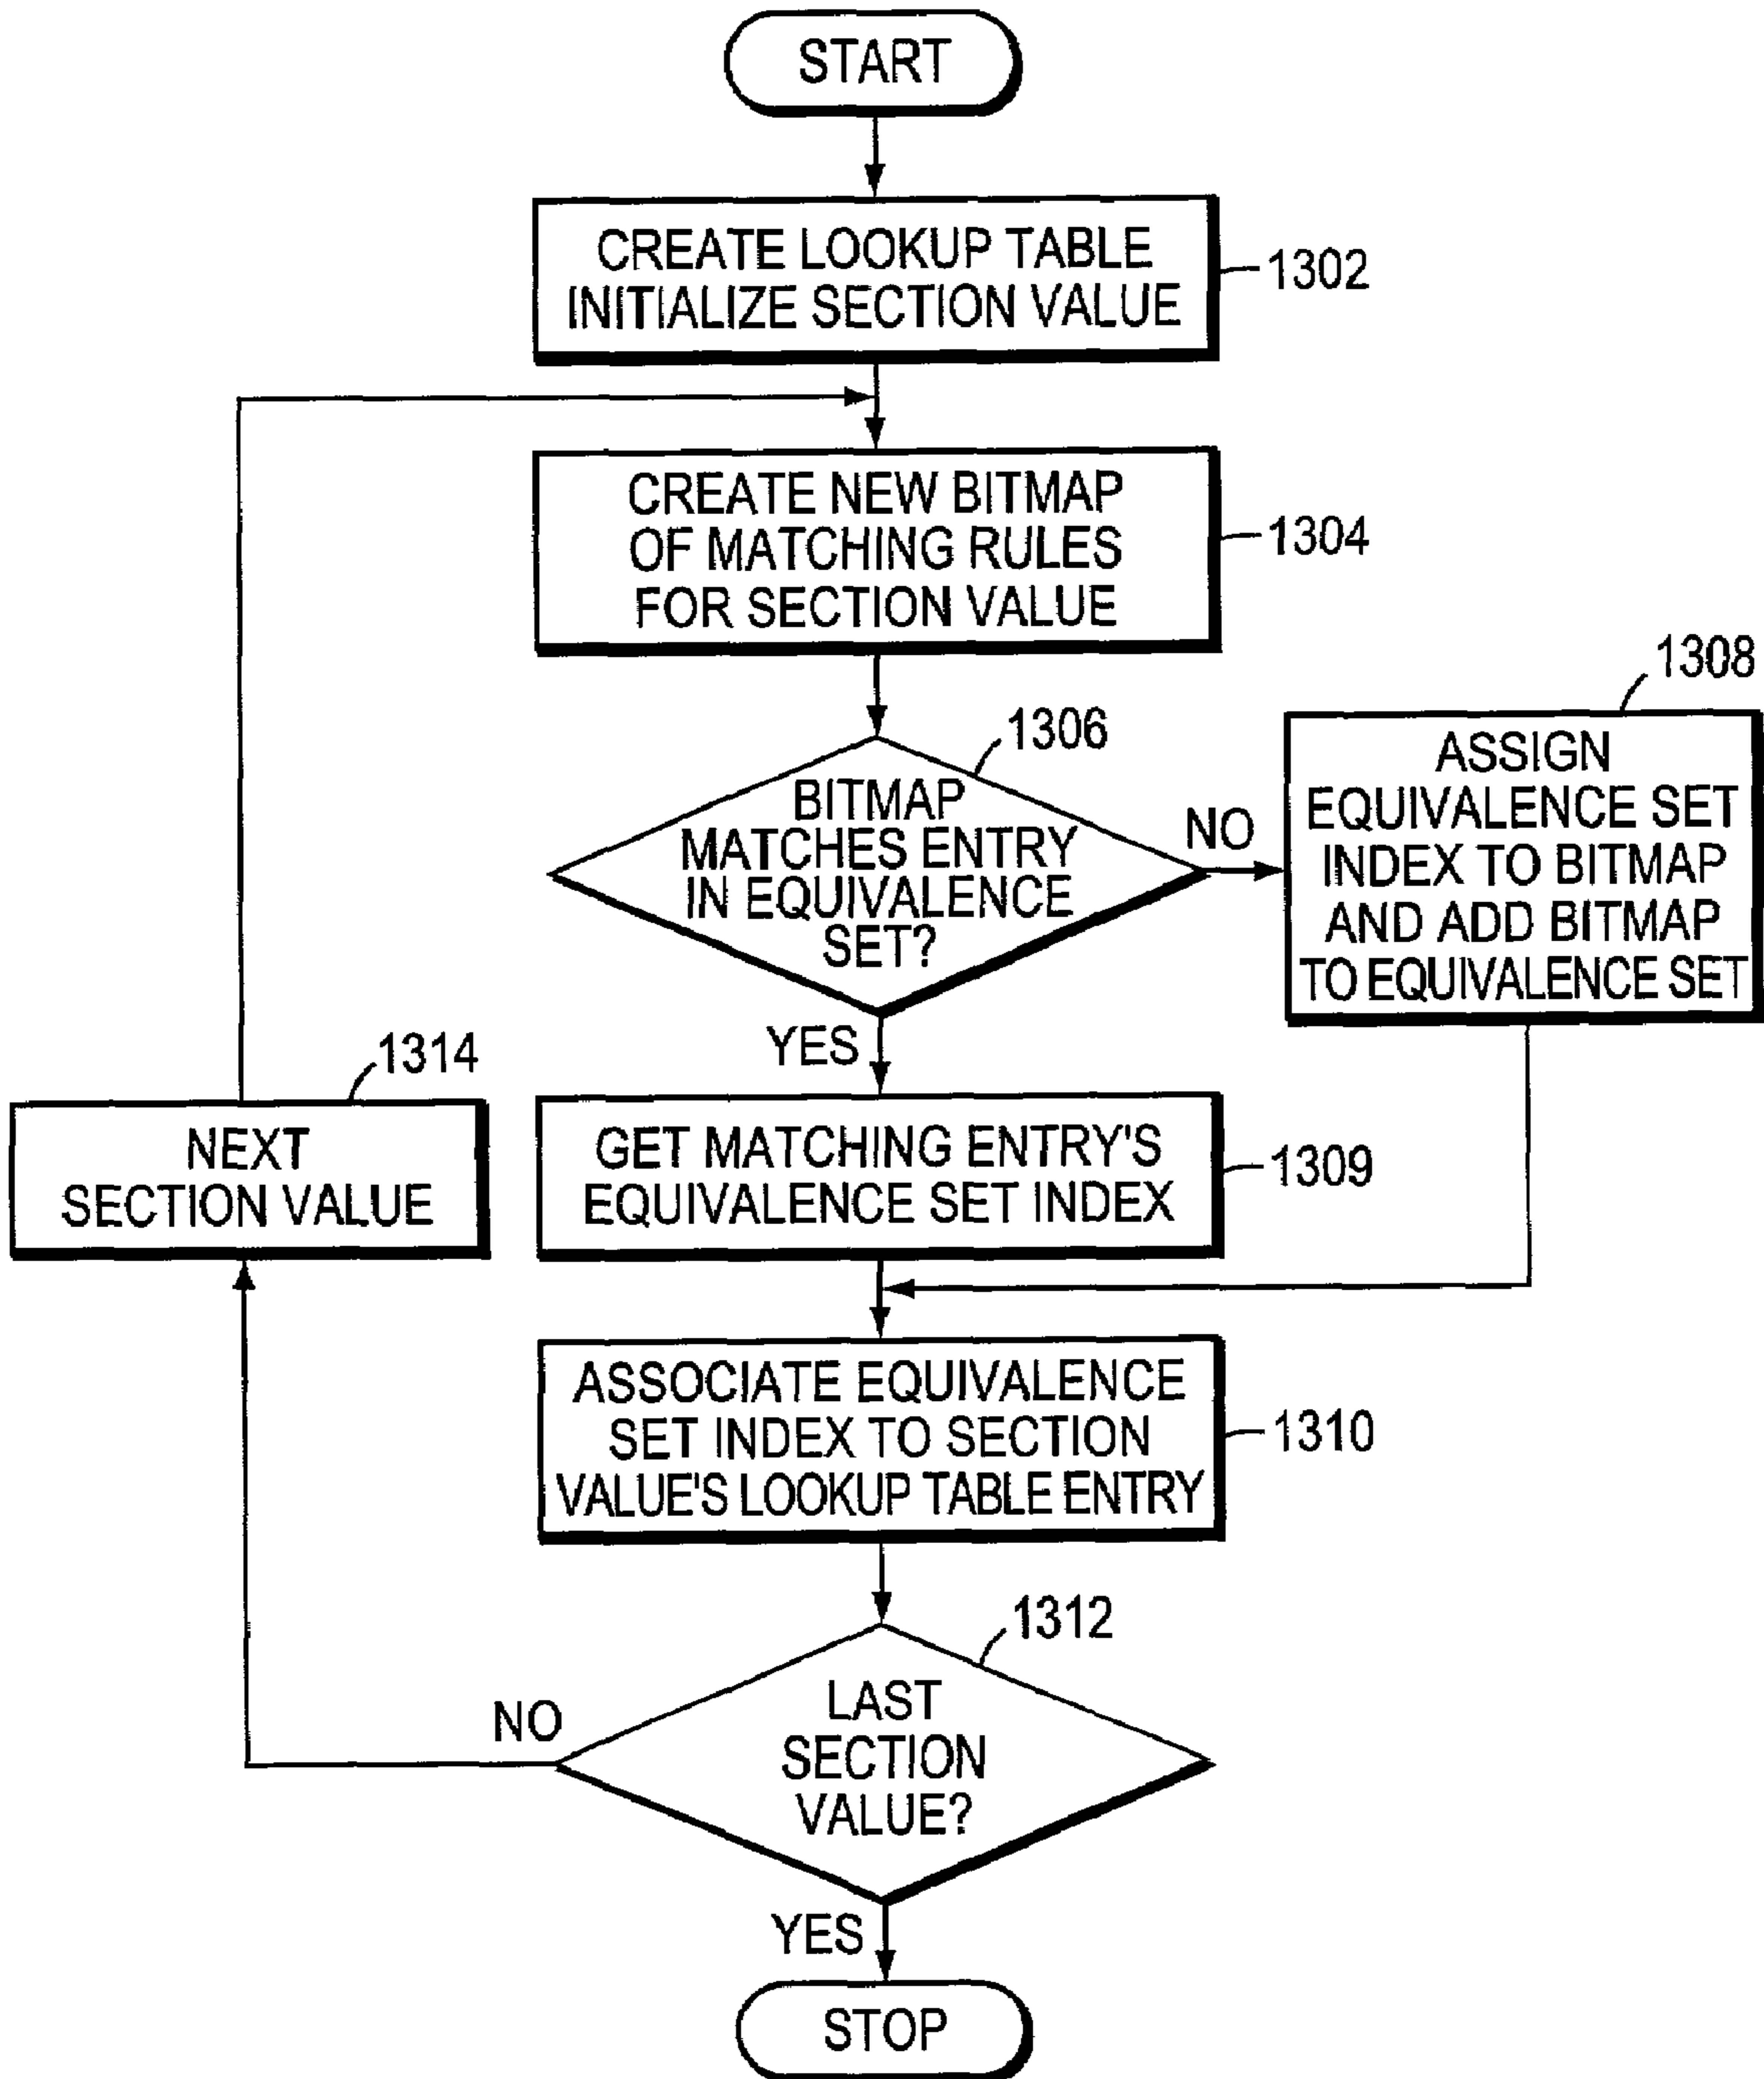 START
CREATE LOOKUP TABLE
INITIALIZE SECTION VALUE
1302
CREATE NEW BITMAP
OF MATCHING RULES
FOR SECTION VALUE
1304
1306
BITMAP
MATCHES ENTRY
IN EQUIVALENCE
SET?
NO
1308
ASSIGN
EQUIVALENCE SET
INDEX TO BITMAP
AND ADD BITMAP
TO EQUIVALENCE SET
YES
1314
NEXT
SECTION VALUE
GET MATCHING ENTRY'S
EQUIVALENCE SET INDEX
1309
ASSOCIATE EQUIVALENCE
SET INDEX TO SECTION
VALUE'S LOOKUP TABLE ENTRY
1310
1312
LAST
SECTION
VALUE?
NO
YES
STOP